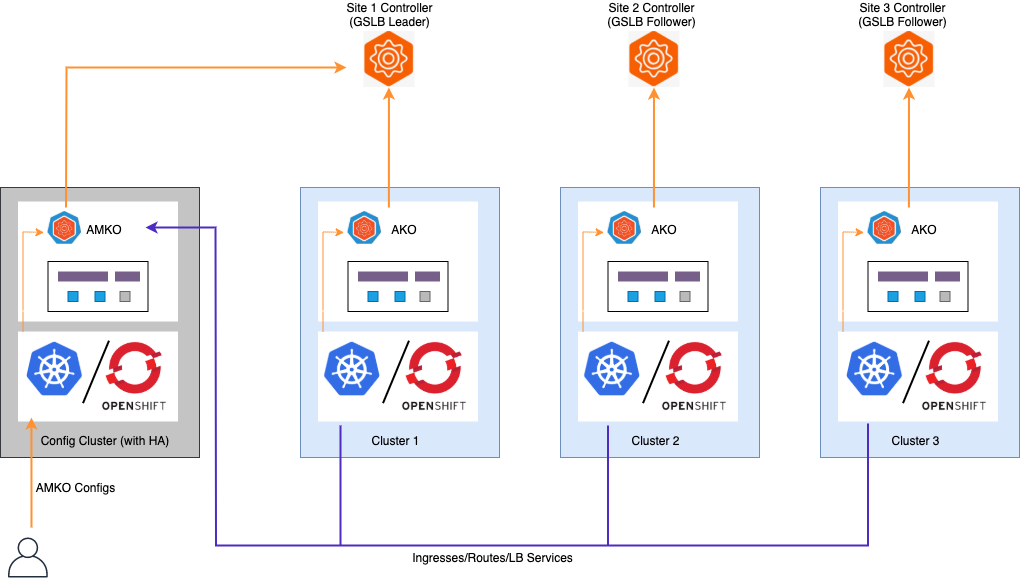 Site 1 Controller
(GSLB Leader)
Site 2 Controller
(GSLB Follower)
Site 3 Controller
(GSLB Follower)
AMKO
AKO
AKO
AKO
OPENSHIFT
OPENSHIFT
OPENSHIFT
OPENSHIFT
Config Cluster (with HA)
Cluster 1
Cluster 2
Cluster 3
AMKO Configs
Ingresses/Routes/LB Services